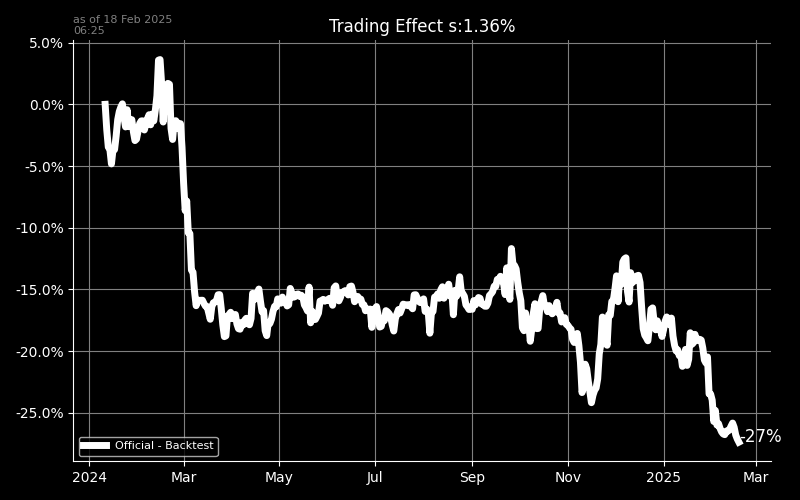 as of 18 Feb 2025
06:25
Trading Effect s:1.36%
5.0%
0.0%
-5.0%
-10.0%
-15.0%
-20.0%
-25.0%
-27%
Official - Backtest
2024 Mar May Jul Sep Nov 2025 Mar